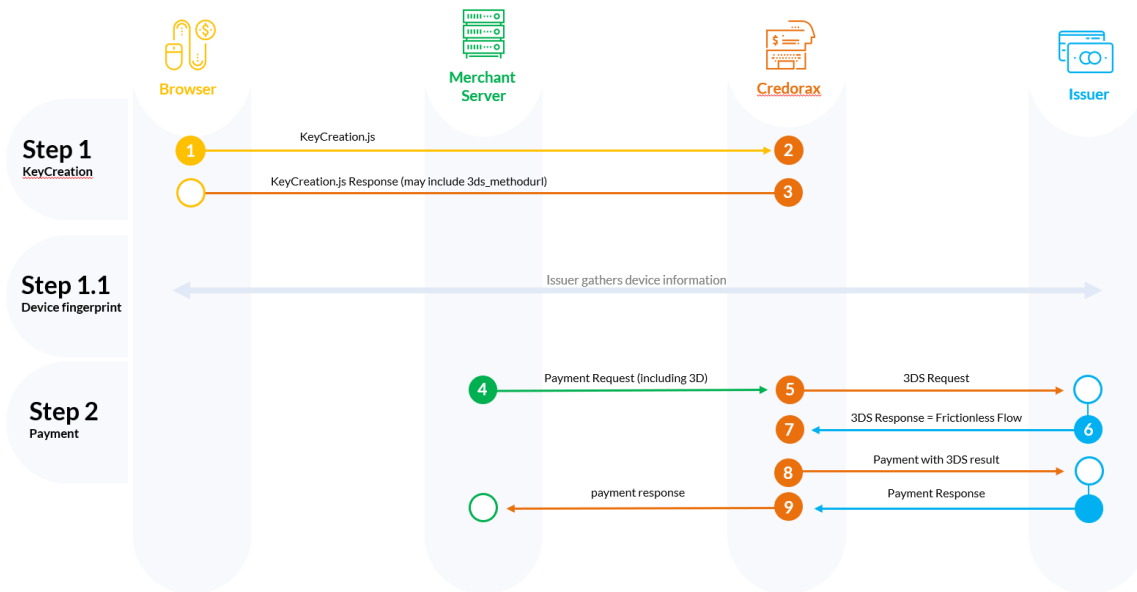 Browser
Merchant
Server
Credorax
Issuer
Step 1
KeyCreation
KeyCreation.js
1
2
KeyCreation.js Response (may include 3ds_methodurl)
3
Step 1.1
Device fingerprint
Issuer gathers device information
Step 2
Payment
4
Payment Request (including 3D)
5
3DS Request
7
3DS Response = Frictionless Flow
6
8
Payment with 3DS result
payment response
9
Payment Response